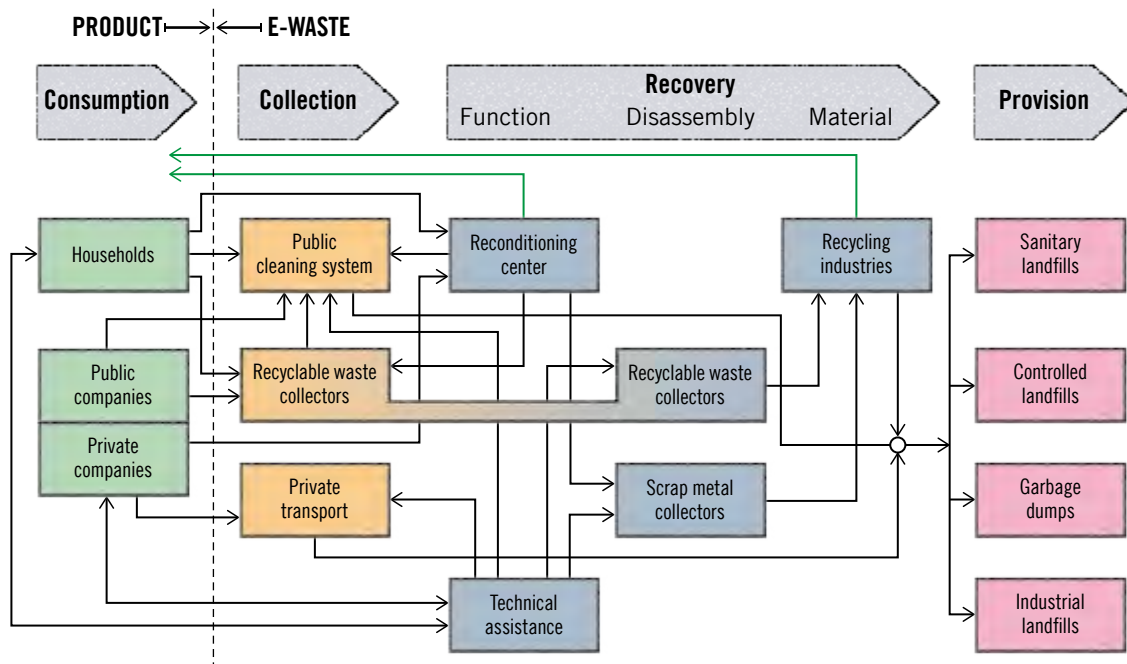 PRODUCT
E-WASTE
Consumption
Collection
Recovery
Function
Disassembly
Material
Provision
Households
Public
cleaning system
Reconditioning
center
Recycling
industries
Sanitary
landfills
Public
companies
Recyclable waste
collectors
Recyclable waste
collectors
Controlled
landfills
Private
companies
Private
transport
Scrap metal
collectors
Garbage
dumps
Technical
assistance
Industrial
landfills